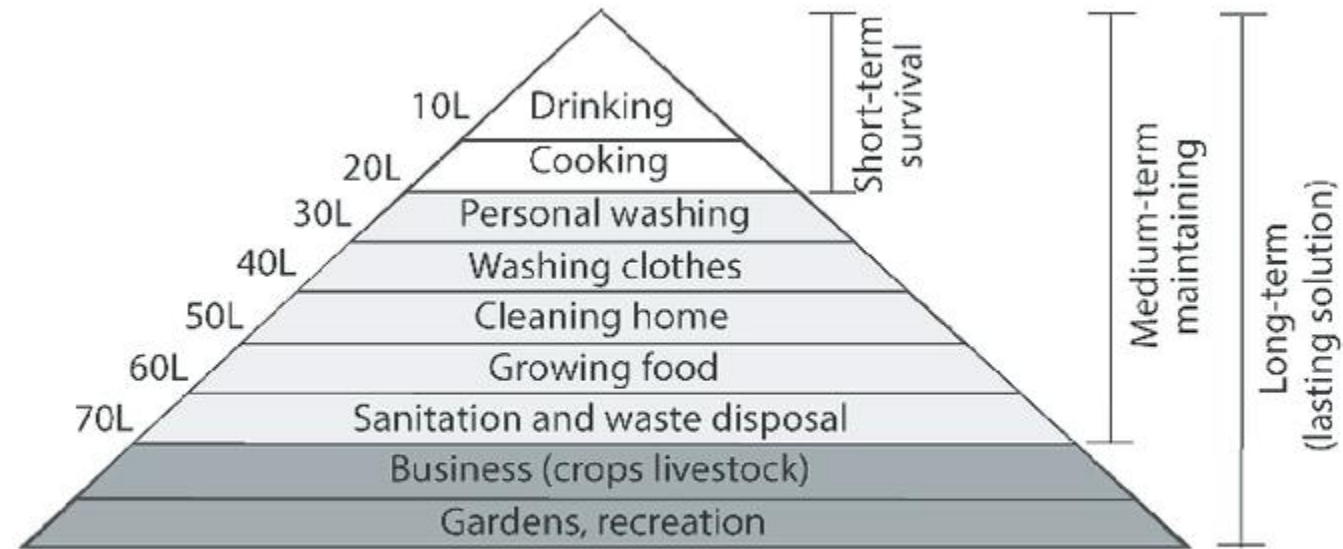 10L
Drinking
20L
Cooking
30L
Personal washing
40L
Washing clothes
50L
Cleaning home
60L
Growing food
70L
Sanitation and waste disposal
Business (crops livestock)
Gardens, recreation
Short-term
survival
Medium-term
maintaining
Long-term
(lasting solution)